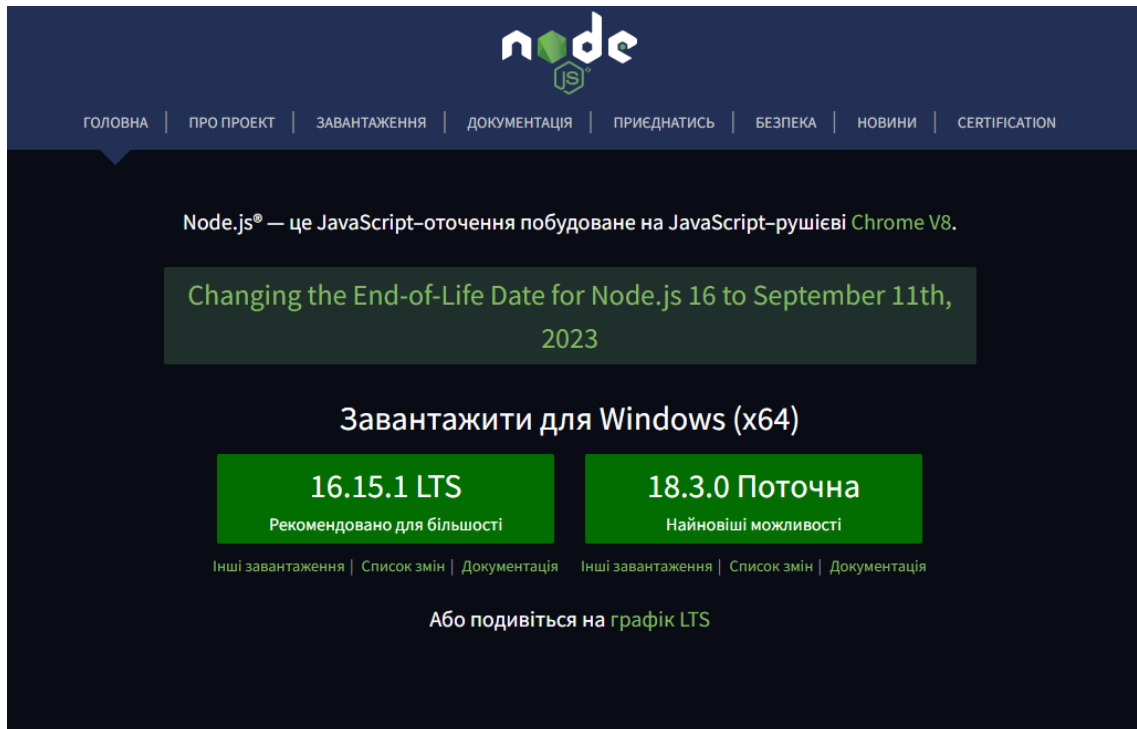 node
JS
ГОЛОВНА | ПРО ПРОЕКТ | ЗАВАНТАЖЕННЯ | ДОКУМЕНТАЦІЯ | ПРИЄДНАТИСЬ | БЕЗПЕКА | НОВИНИ | CERTIFICATION
Node.js® — це JavaScript–оточення побудоване на JavaScript–рушієві Chrome V8.
Changing the End-of-Life Date for Node.js 16 to September 11th,
2023
Завантажити для Windows (x64)
16.15.1 LTS
Рекомендовано для більшості
18.3.0 Поточна
Найновіші можливості
Інші завантаження | Список змін | Документація
Інші завантаження | Список змін | Документація
Або подивіться на графік LTS